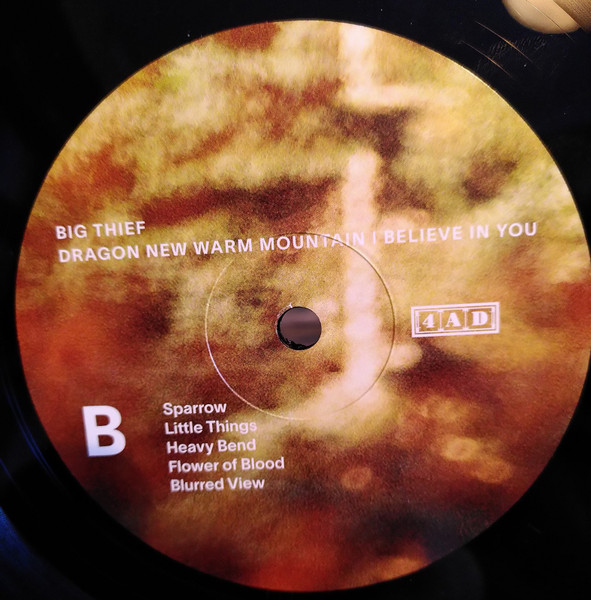 BIG THIEF
DRAGON NEW WARM MOUNTAIN I BELIEVE IN YOU
4AD
B
Sparrow
Little Things
Heavy Bend
Flower of Blood
Blurred View